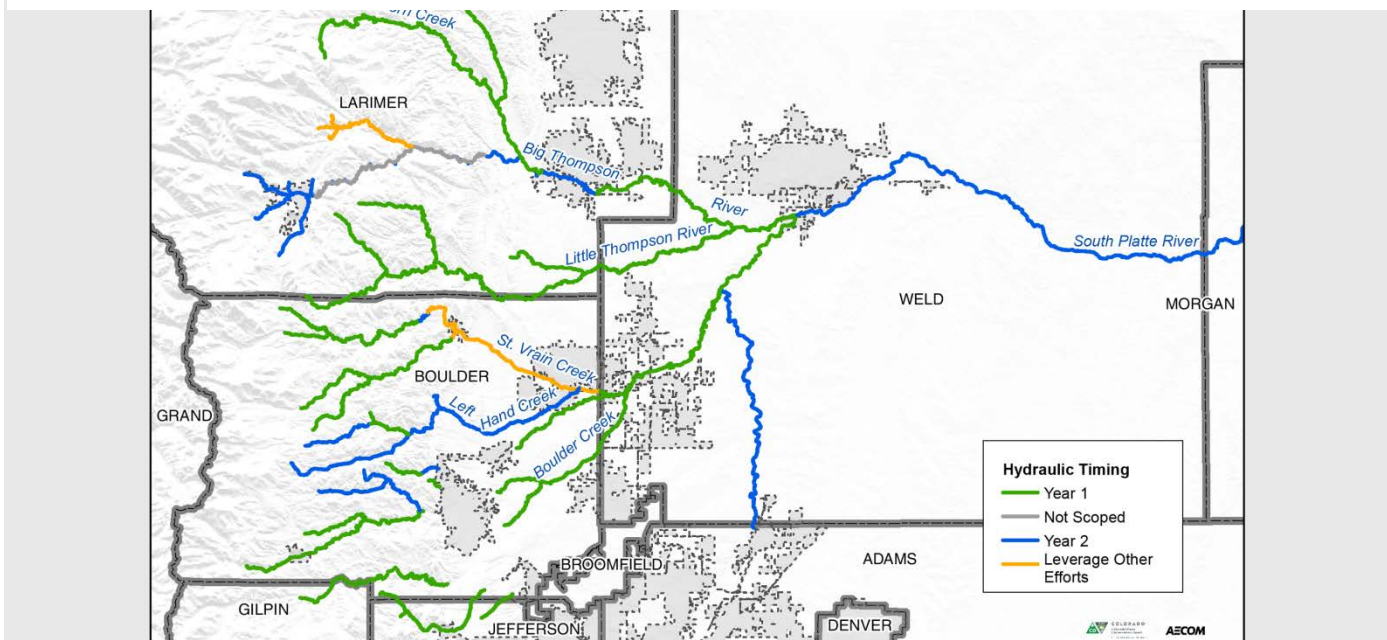 Creek
LARIMER
Big Thompson
River
South Platte River
Little Thompson River
WELD
MORGAN
St. Vrain Creek
BOULDER
GRAND
Left
Hand Creek
Boulder Creek
Hydraulic Timing
Year 1
Not Scoped
Year 2
Leverage Other
Efforts
ADAMS
BROOMFIELD
GILPIN
JEFFERSON
DENVER
COLORADO
AECOM